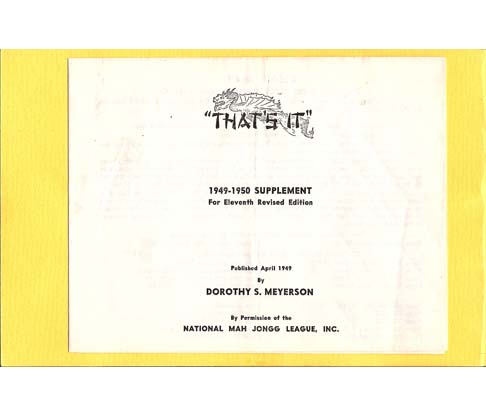 "THAT'S IT"
1949-1950 SUPPLEMENT
For Eleventh Revised Edition
Published April 1949
By
DOROTHY S. MEYERSON
By Permission of the
NATIONAL MAH JONGG LEAGUE, INC.